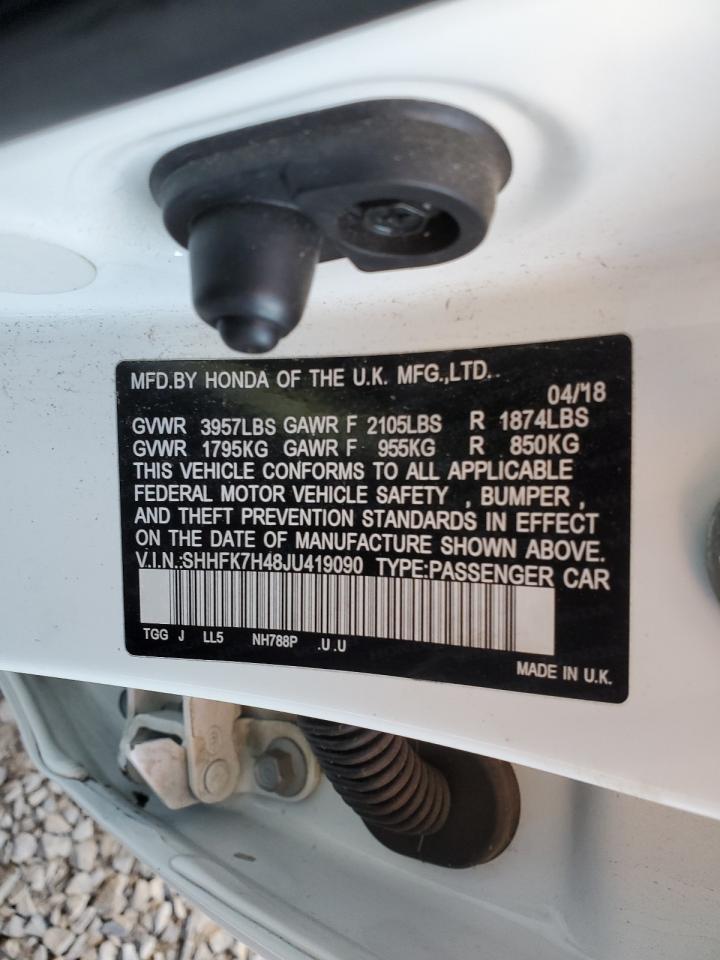 MFD.BY HONDA OF THE U.K. MFG.,LTD.
04/'18
GVWR 3957LBS GAWR F 2105LBS R 1874LBS
GVWR 1795KG GAWR F 955KG R 850KG
THIS VEHICLE CONFORMS TO ALL APPLICABLE
FEDERAL MOTOR VEHICLE SAFETY , BUMPER ,
AND THEFT PREVENTION STANDARDS IN EFFECT
ON THE DATE OF MANUFACTURE SHOWN ABOVE.
V.I.N.:SHHFK7H48JU419090 TYPE:PASSENGER CAR
TGG J LL5 NH788P .U .U
MADE IN U.K.